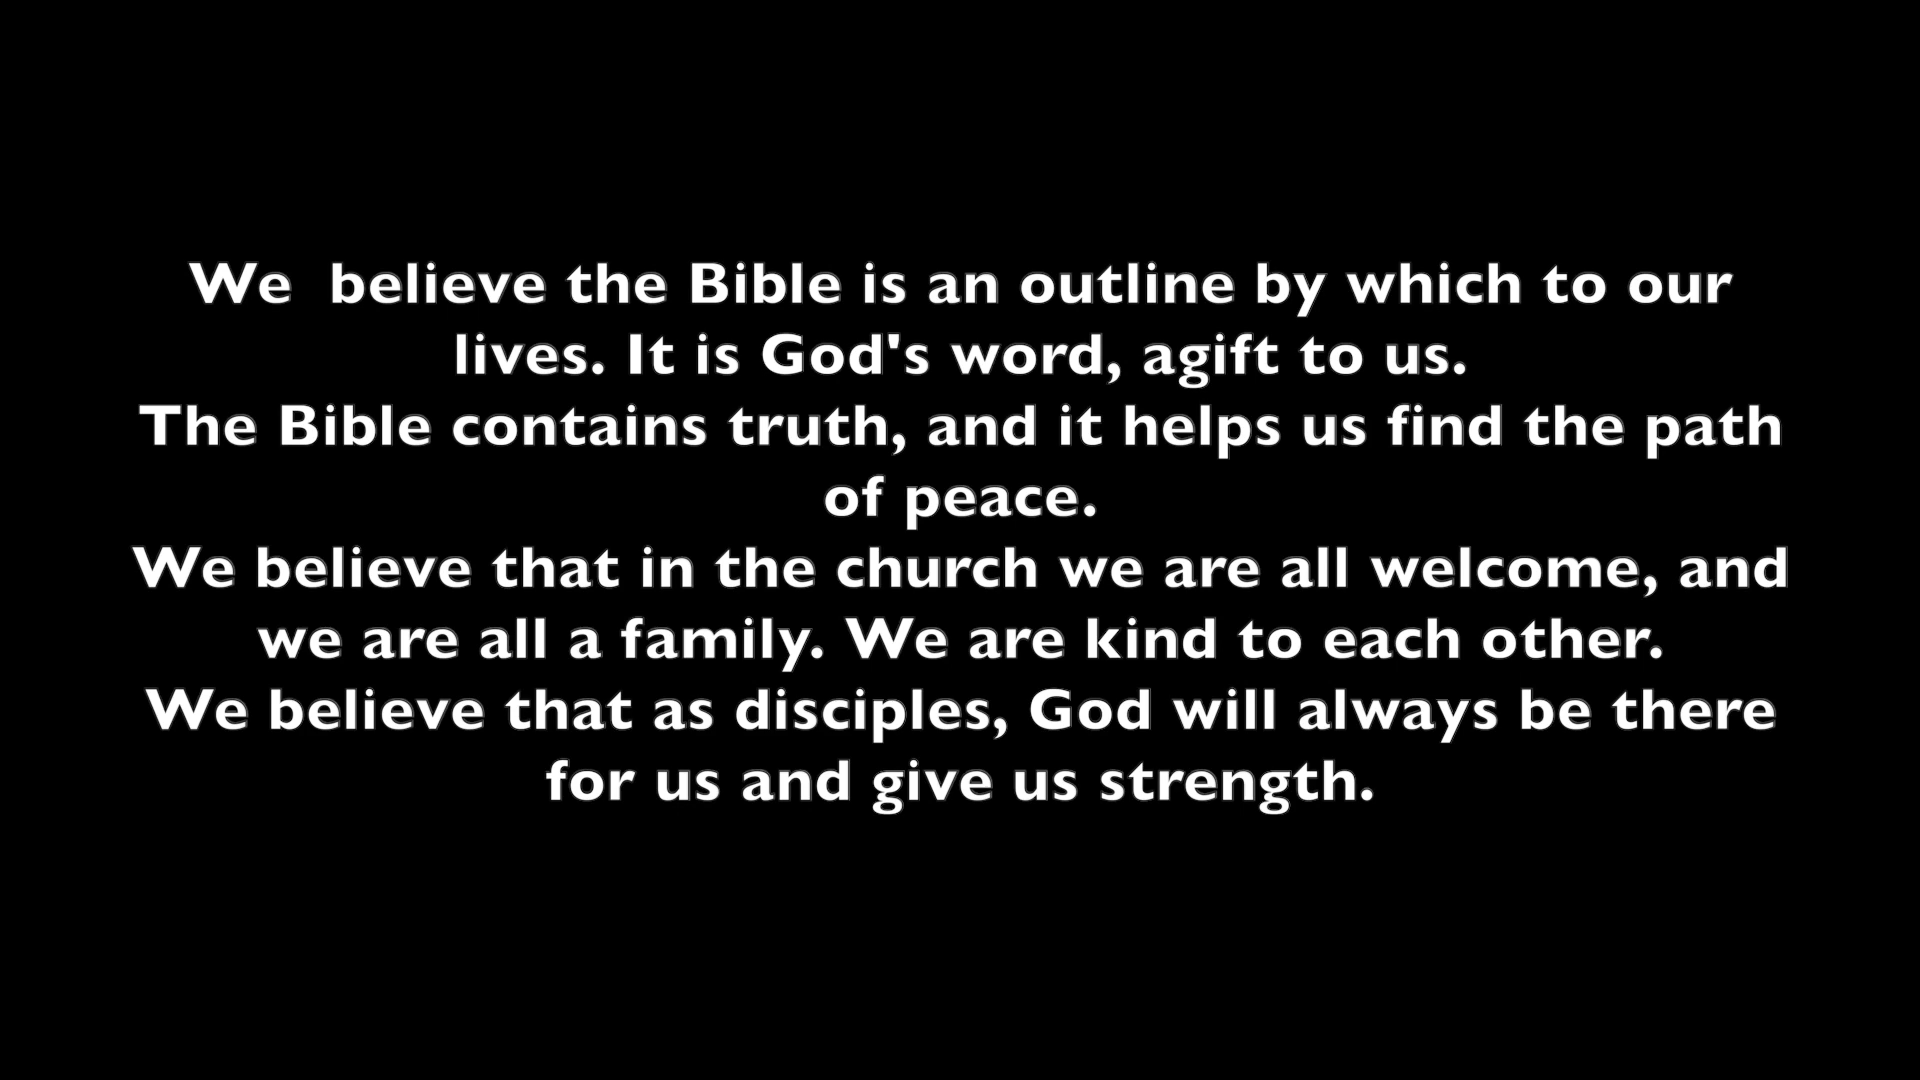 We  believe the Bible is an outline by which to our
lives. It is God's word, agift to us.
The Bible contains truth, and it helps us find the path
of peace.
We believe that in the church we are all welcome, and
we are all a family. We are kind to each other.
We believe that as disciples, God will always be there
for us and give us strength.